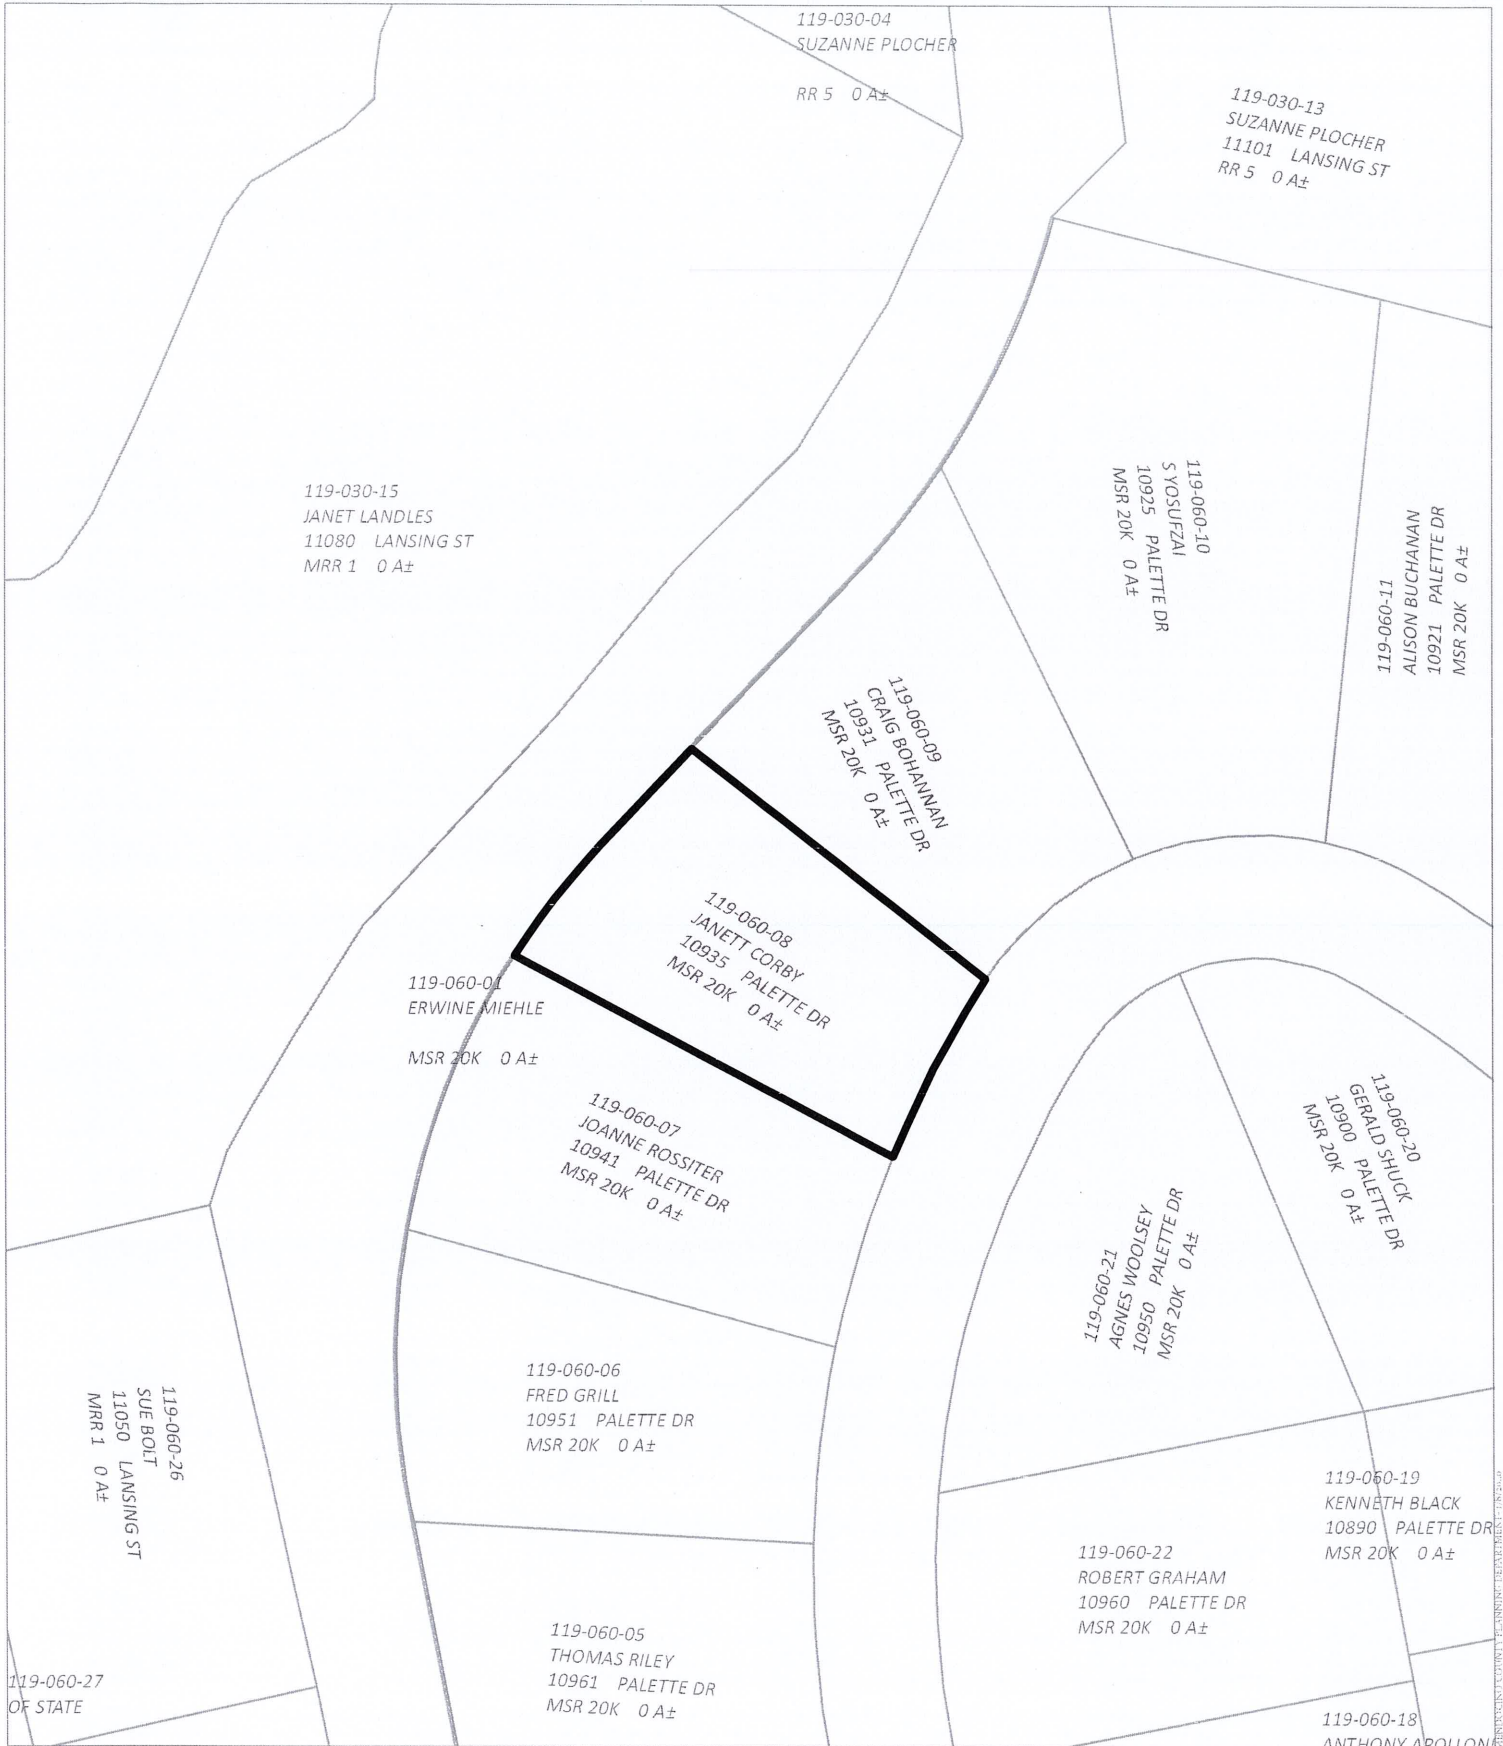 119-030-04
SUZANNE PLOCHER
RR 5 0 A±
119-030-13
SUZANNE PLOCHER
11101 LANSING ST
RR 5 0 A±
119-030-15
JANET LANDLES
11080 LANSING ST
MRR 1 0 A±
119-060-10
S YOSUFZAI
10925 PALETTE DR
MSR 20K 0 A±
119-060-11
ALISON BUCHANAN
10921 PALETTE DR
MSR 20K 0 A±
119-060-09
CRAIG BOHANNAN
10931 PALETTE DR
MSR 20K 0 A±
119-060-08
JANETT CORBY
10935 PALETTE DR
MSR 20K 0 A±
119-060-01
ERWINE MIEHLE
MSR 20K 0 A±
119-060-07
JOANNE ROSSITER
10941 PALETTE DR
MSR 20K 0 A±
119-060-20
GERALD SHUCK
10900 PALETTE DR
MSR 20K 0 A±
119-060-21
AGNES WOOLSEY
10950 PALETTE DR
MSR 20K 0 A±
119-060-06
FRED GRILL
10951 PALETTE DR
MSR 20K 0 A±
119-060-26
SUE BOLT
11050 LANSING ST
MRR 1 0 A±
119-060-19
KENNETH BLACK
10890 PALETTE DR
MSR 20K 0 A±
119-060-22
ROBERT GRAHAM
10960 PALETTE DR
MSR 20K 0 A±
119-060-05
THOMAS RILEY
10961 PALETTE DR
MSR 20K 0 A±
119-060-27
OF STATE
119-060-18
ANTHONY APOLLON
MENDOCINO COUNTY PLANNING DEPARTMENT-